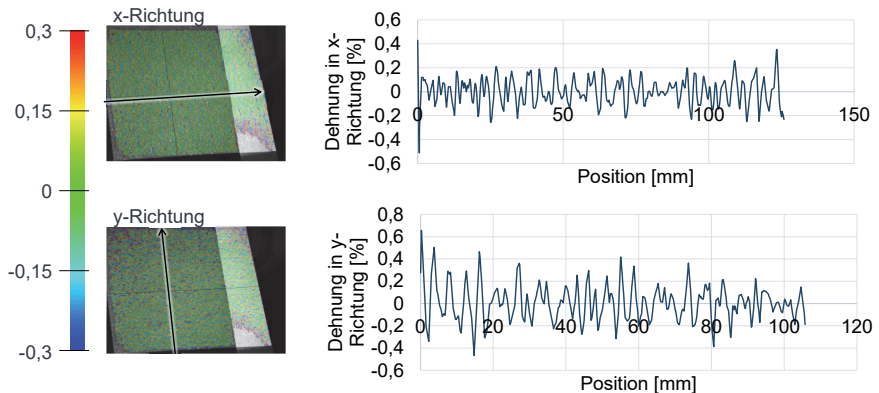 x-Richtung
0,3
0,15
0
-0,15
-0,3
y-Richtung
Dehnung in x-
Richtung [%]
0,6
0,4
0,2
0
-0,2
-0,4
-0,6
0 50 100 150
Position [mm]
Dehnung in y-
Richtung [%]
0,8
0,6
0,4
0,2
0
-0,2
-0,4
-0,6
0 20 40 60 80 100 120
Position [mm]